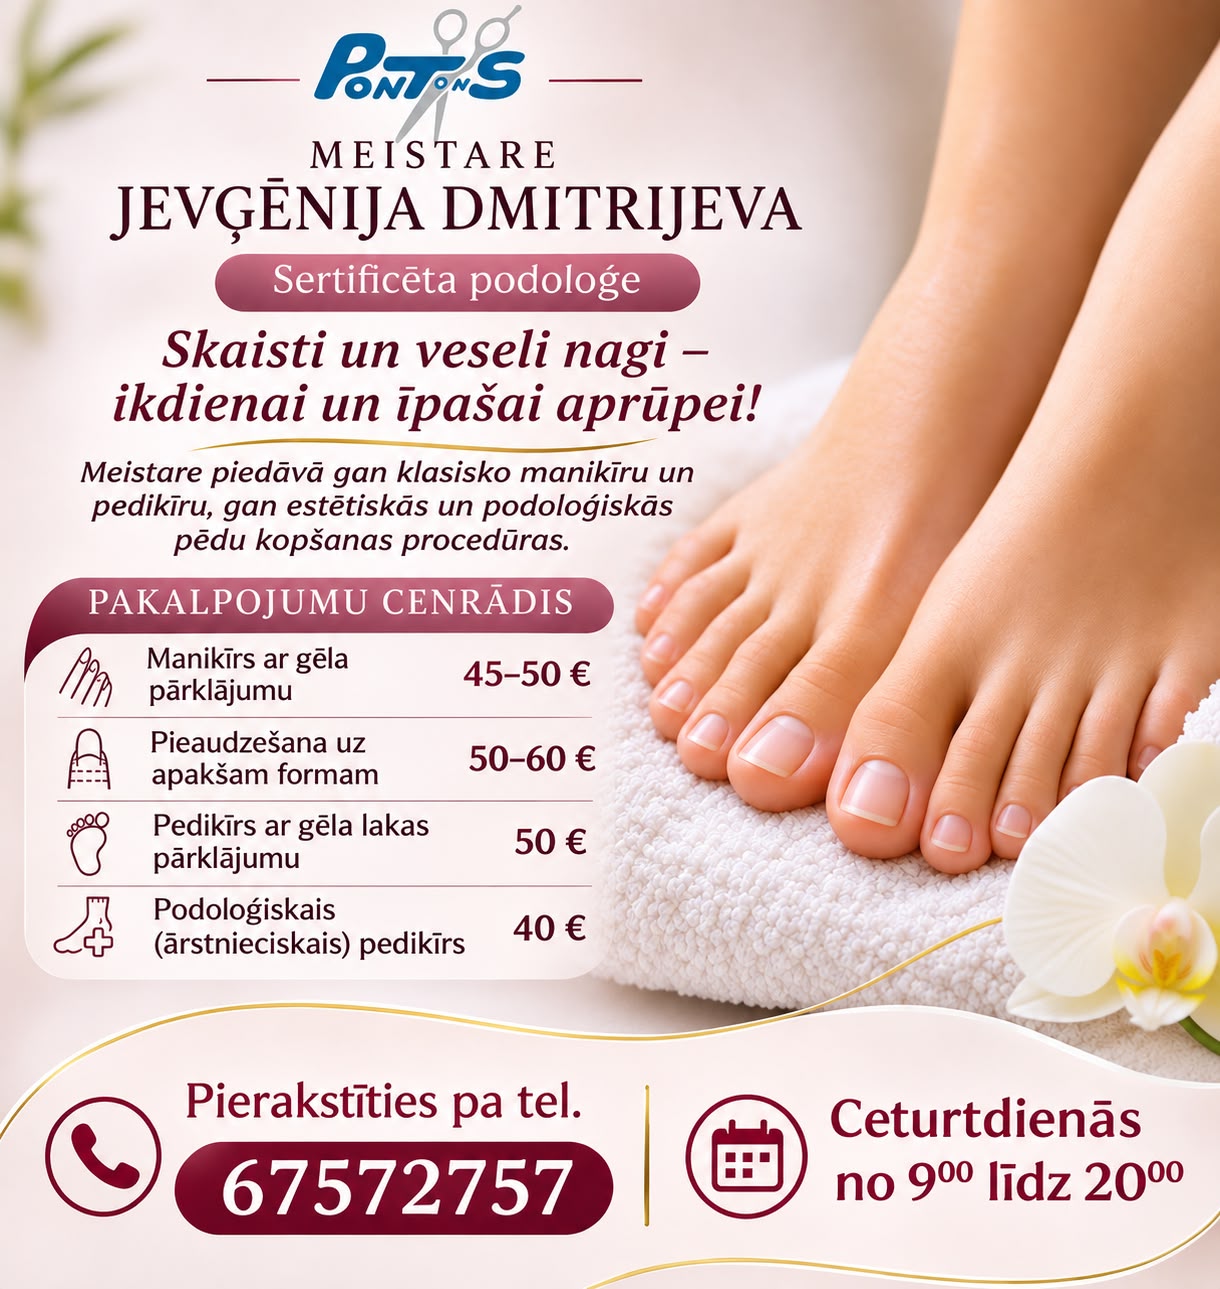 PONTONS
MEISTARE
JEVĢĒNIJA DMITRIJEVA
Sertificēta podoloģe
Skaisti un veseli nagi –
ikdienai un īpašai aprūpei!
Meistare piedāvā gan klasisko manikīru un
pedikīru, gan estētiskās un podoloģiskās
pēdu kopšanas procedūras.
PAKALPOJUMU CENRĀDIS
Manikīrs ar gēla
pārklājumu
45–50 €
Pieaudzešana uz
apakšam formam
50–60 €
Pedikīrs ar gēla lakas
pārklājumu
50 €
Podoloģiskais
(ārstnieciskais) pedikīrs
40 €
Pierakstīties pa tel.
67572757
Ceturtdienās
no 9⁰⁰ līdz 20⁰⁰